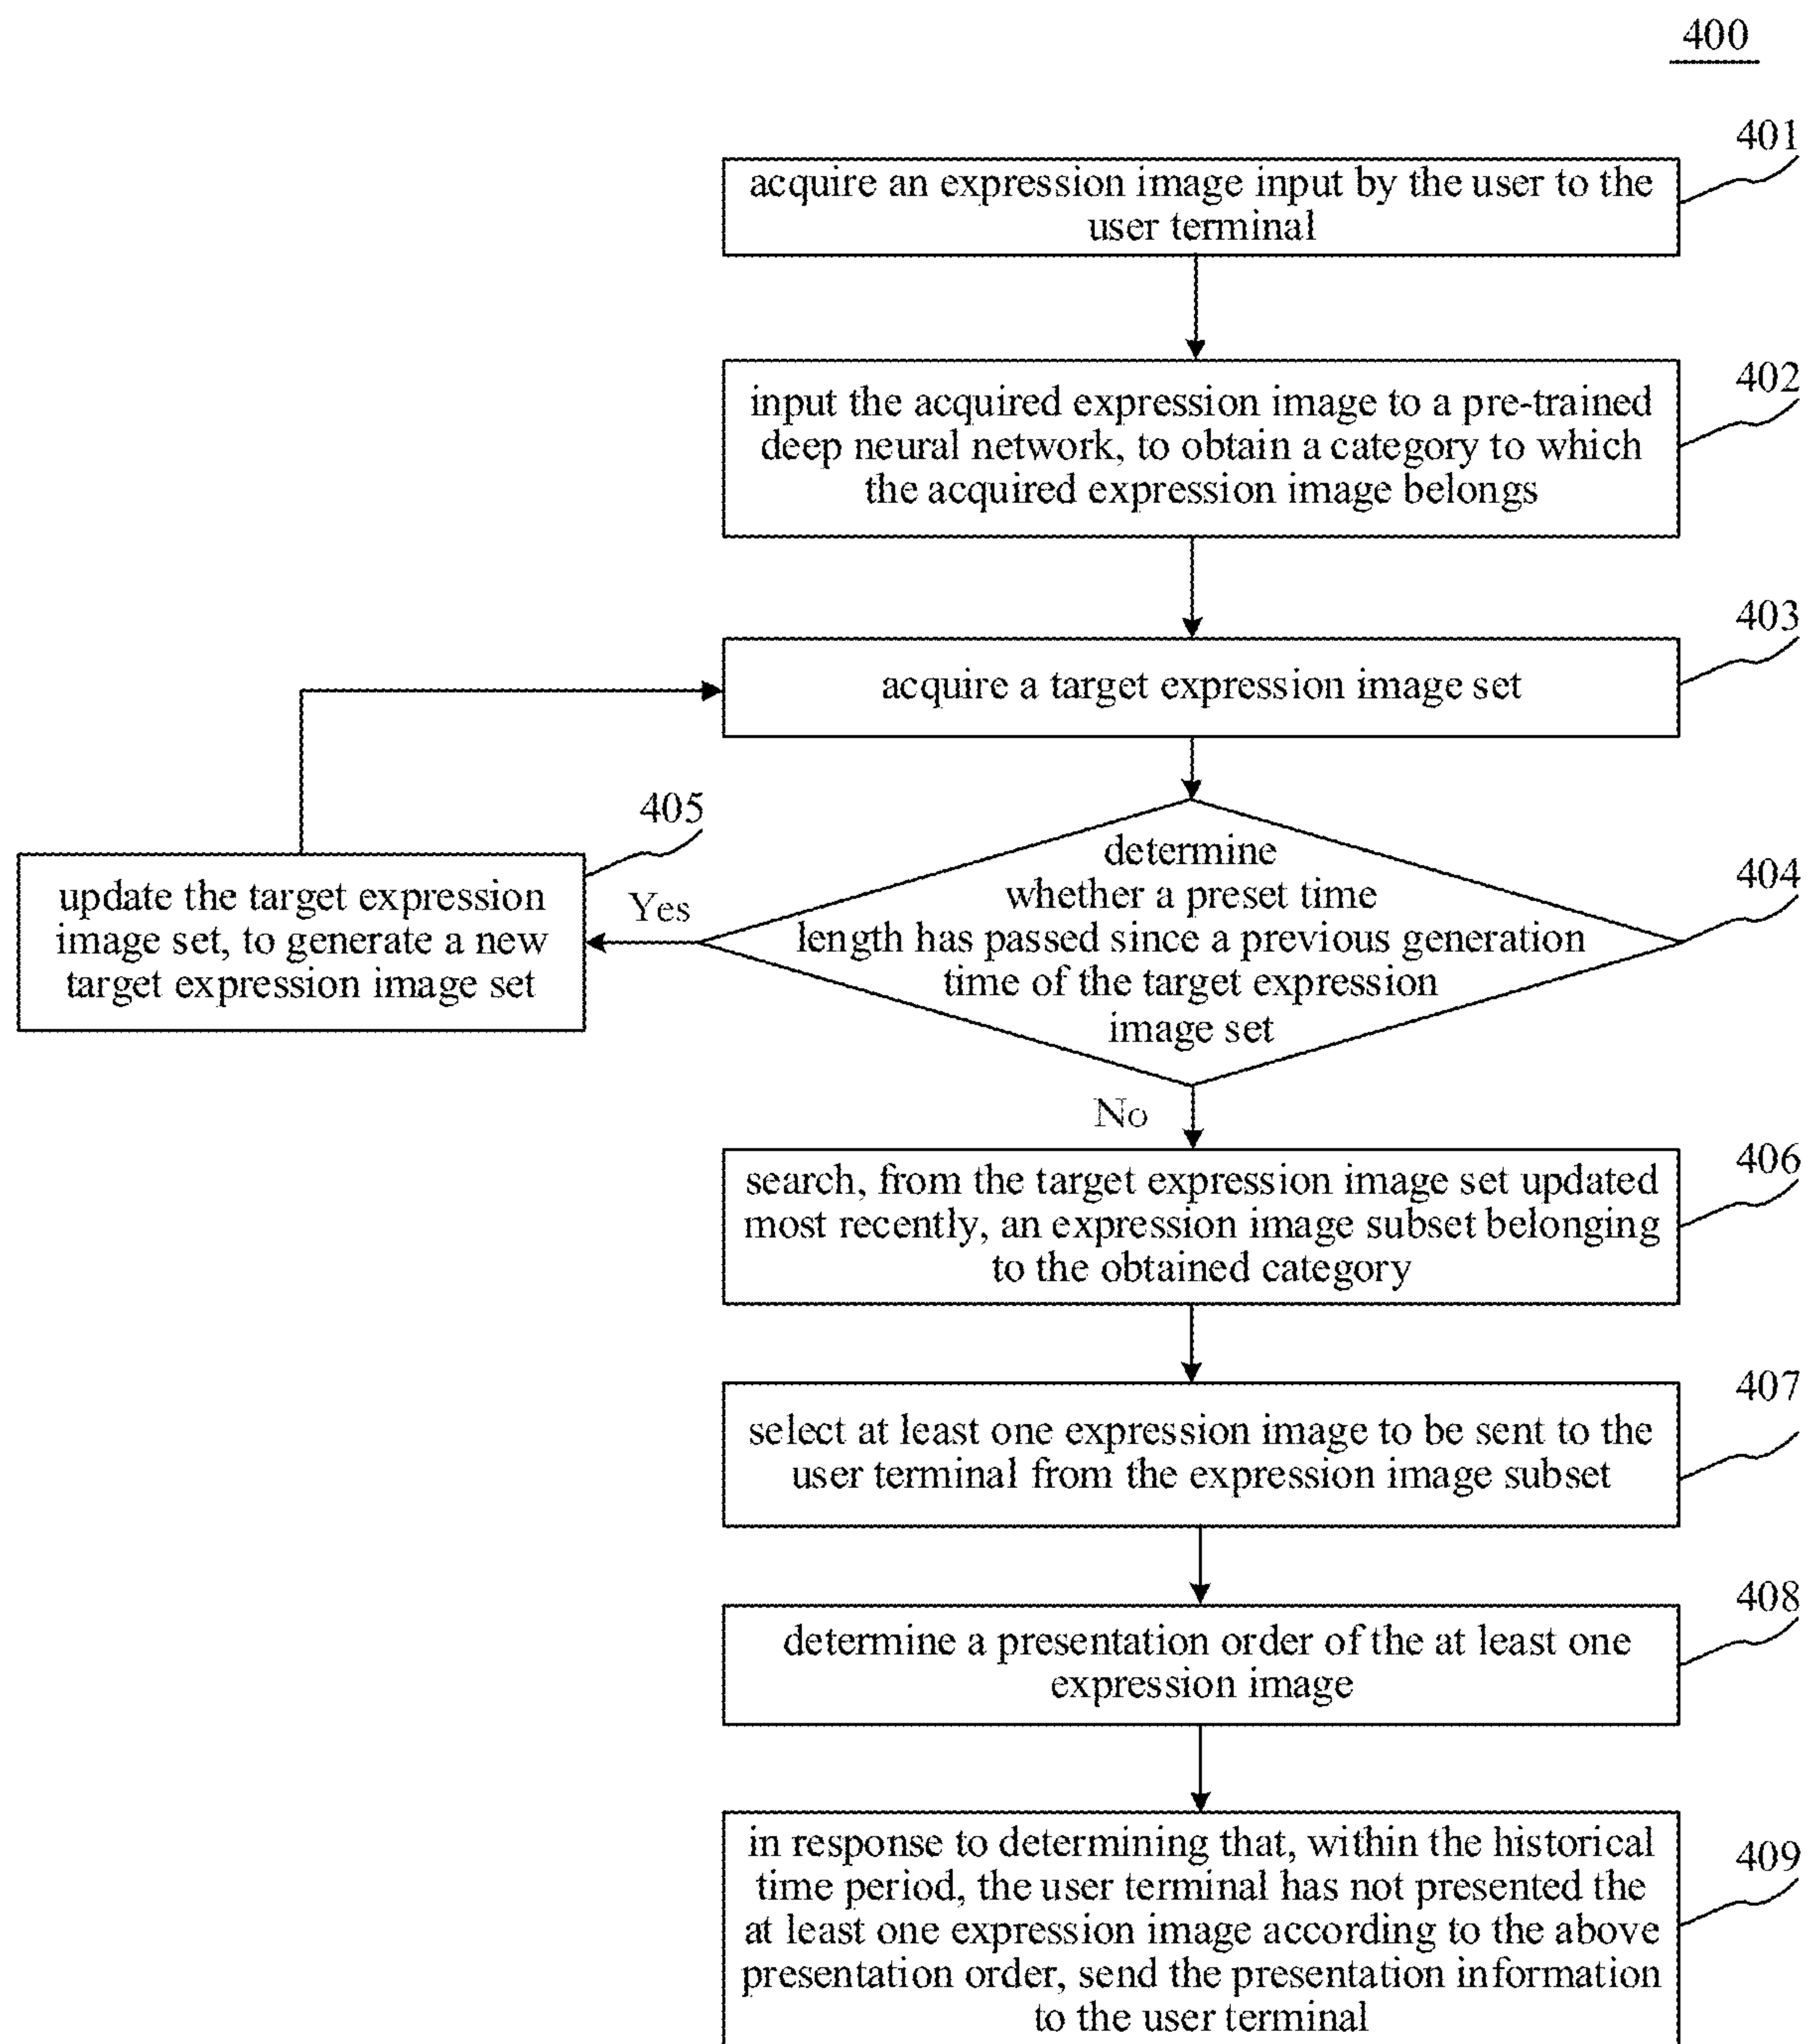 400
401
acquire an expression image input by the user to the
user terminal
402
input the acquired expression image to a pre-trained
deep neural network, to obtain a category to which
the acquired expression image belongs
403
acquire a target expression image set
405
update the target expression
image set, to generate a new
target expression image set
Yes
404
determine
whether a preset time
length has passed since a previous generation
time of the target expression
image set
No
406
search, from the target expression image set updated
most recently, an expression image subset belonging
to the obtained category
407
select at least one expression image to be sent to the
user terminal from the expression image subset
408
determine a presentation order of the at least one
expression image
409
in response to determining that, within the historical
time period, the user terminal has not presented the
at least one expression image according to the above
presentation order, send the presentation information
to the user terminal